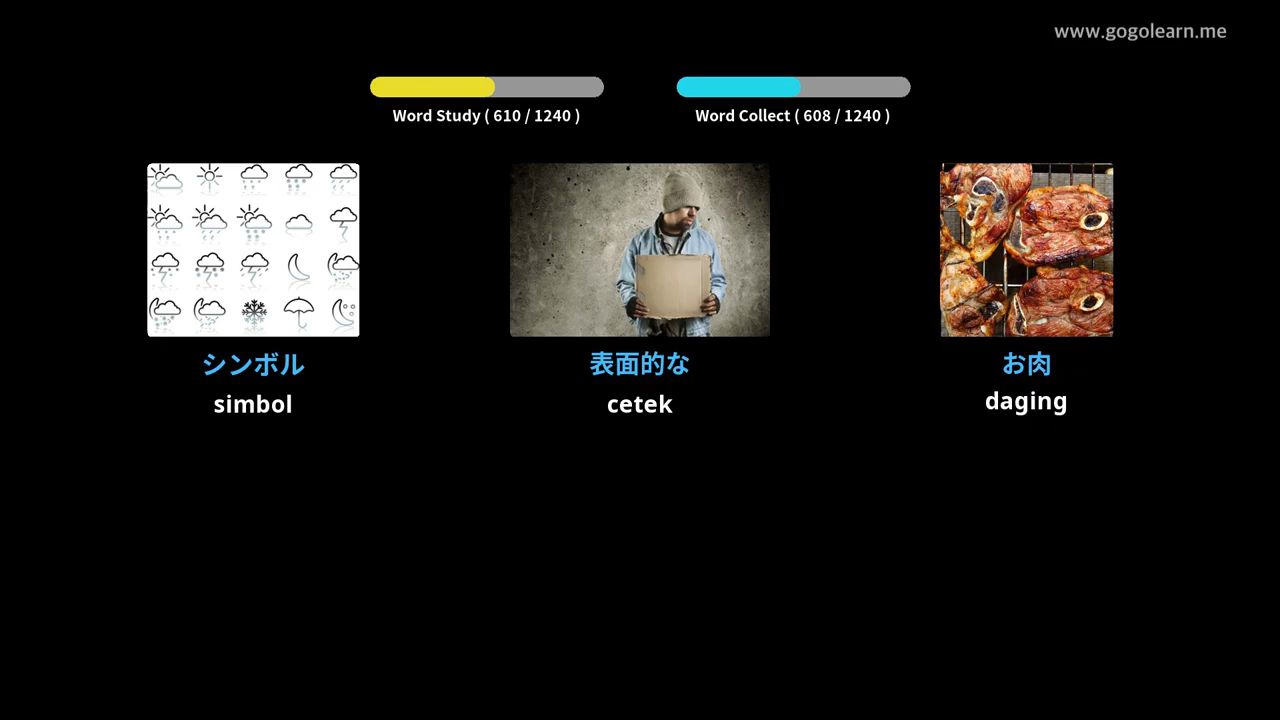 www.gogolearn.me
Word Study ( 610 / 1240 )
Word Collect ( 608 / 1240 )
シンボル
simbol
表面的な
cetek
お肉
daging